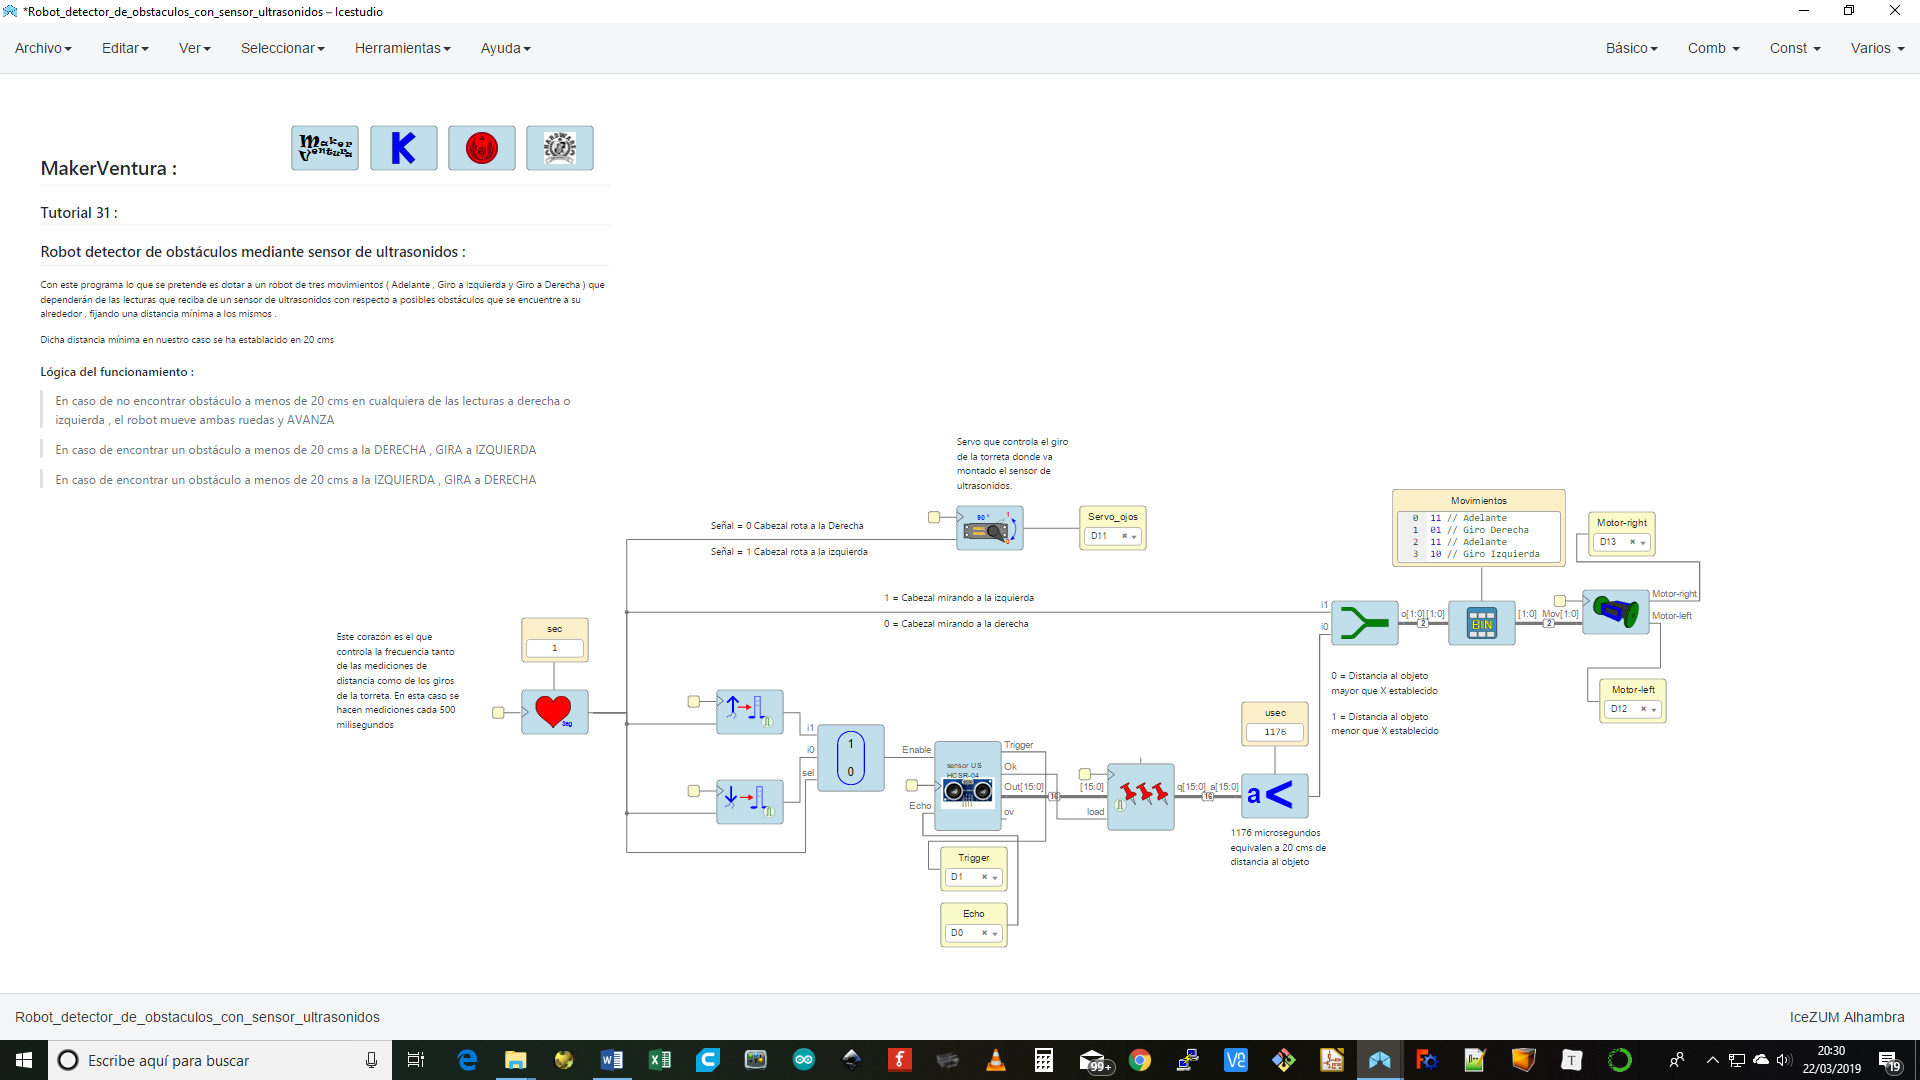 *Robot_detector_de_obstaculos_con_sensor_ultrasonidos – Icestudio
Archivo Editar Ver Seleccionar Herramientas Ayuda Básico Comb Const Varios
Maker Ventura
K
MakerVentura :
Tutorial 31 :
Robot detector de obstáculos mediante sensor de ultrasonidos :
Con este programa lo que se pretende es dotar a un robot de tres movimientos ( Adelante , Giro a Izquierda y Giro a Derecha ) que
dependerán de las lecturas que reciba de un sensor de ultrasonidos con respecto a posibles obstáculos que se encuentre a su
alrededor , fijando una distancia mínima a los mismos .
Dicha distancia mínima en nuestro caso se ha establacido en 20 cms
Lógica del funcionamiento :
En caso de no encontrar obstáculo a menos de 20 cms en cualquiera de las lecturas a derecha o
izquierda , el robot mueve ambas ruedas y AVANZA
En caso de encontrar un obstáculo a menos de 20 cms a la DERECHA , GIRA a IZQUIERDA
En caso de encontrar un obstáculo a menos de 20 cms a la IZQUIERDA , GIRA a DERECHA
Servo que controla el giro
de la torreta donde va
montado el sensor de
ultrasonidos.
Señal = 0 Cabezal rota a la Derecha
Señal = 1 Cabezal rota a la izquierda
90 °
1
0
Servo_ojos
D11
Movimientos
0 11 // Adelante
1 01 // Giro Derecha
2 11 // Adelante
3 10 // Giro Izquierda
Motor-right
D13
1 = Cabezal mirando a la izquierda
0 = Cabezal mirando a la derecha
i1
i0
o[1:0] [1:0]
2
BIN
[1:0] Mov[1:0]
2
Motor-right
Motor-left
Motor-left
D12
Este corazón es el que
controla la frecuencia tanto
de las mediciones de
distancia como de los giros
de la torreta. En esta caso se
hacen mediciones cada 500
milisegundos
sec
1
Seg
i1
i0
sel
1
0
Enable
Echo
sensor US
HCSR-04
Trigger
Ok
Out[15:0]
ov
16
[15:0]
load
q[15:0] a[15:0]
16
usec
1176
a<
1176 microsegundos
equivalen a 20 cms de
distancia al objeto
0 = Distancia al objeto
mayor que X establecido
1 = Distancia al objeto
menor que X establecido
Trigger
D1
Echo
D0
Robot_detector_de_obstaculos_con_sensor_ultrasonidos
IceZUM Alhambra
Escribe aquí para buscar
99+
20:30
22/03/2019
19